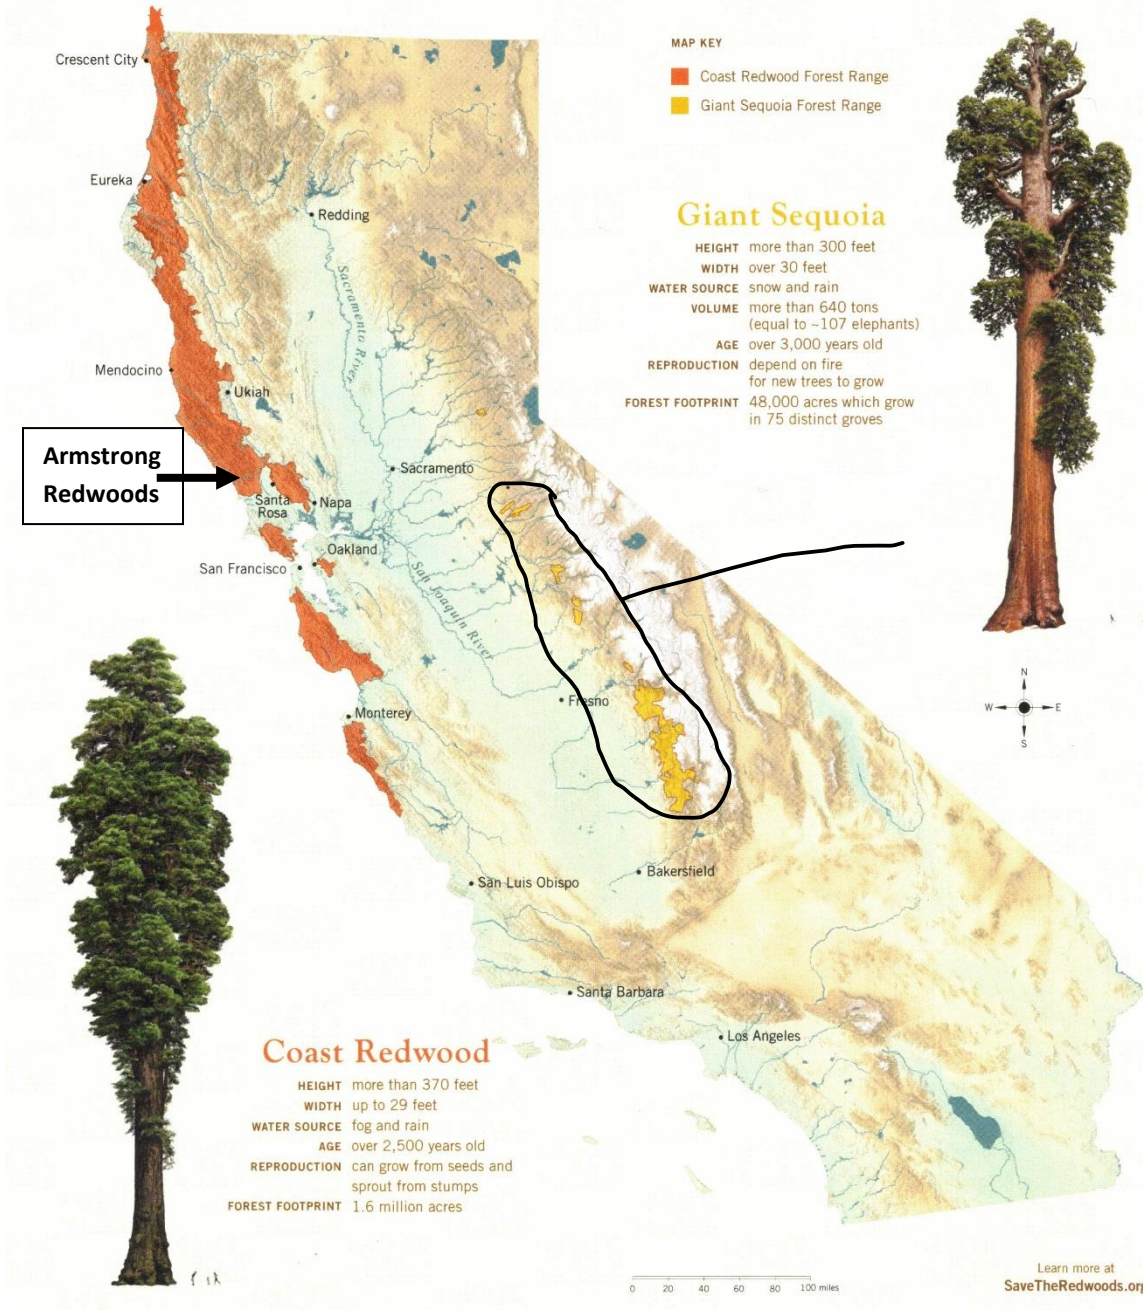 Crescent City
Eureka
Redding
Sacramento River
Mendocino
Ukiah
Armstrong
Redwoods
Sacramento
Santa
Rosa
Napa
Oakland
San Francisco
San Joaquin River
Fresno
Monterey
San Luis Obispo
Bakersfield
Santa Barbara
Los Angeles
MAP KEY
Coast Redwood Forest Range
Giant Sequoia Forest Range
Giant Sequoia
HEIGHT more than 300 feet
WIDTH over 30 feet
WATER SOURCE snow and rain
VOLUME more than 640 tons
(equal to ~107 elephants)
AGE over 3,000 years old
REPRODUCTION depend on fire
for new trees to grow
FOREST FOOTPRINT 48,000 acres which grow
in 75 distinct groves
N
W E
S
Coast Redwood
HEIGHT more than 370 feet
WIDTH up to 29 feet
WATER SOURCE fog and rain
AGE over 2,500 years old
REPRODUCTION can grow from seeds and
sprout from stumps
FOREST FOOTPRINT 1.6 million acres
0 20 40 60 80 100 miles
Learn more at
SaveTheRedwoods.org